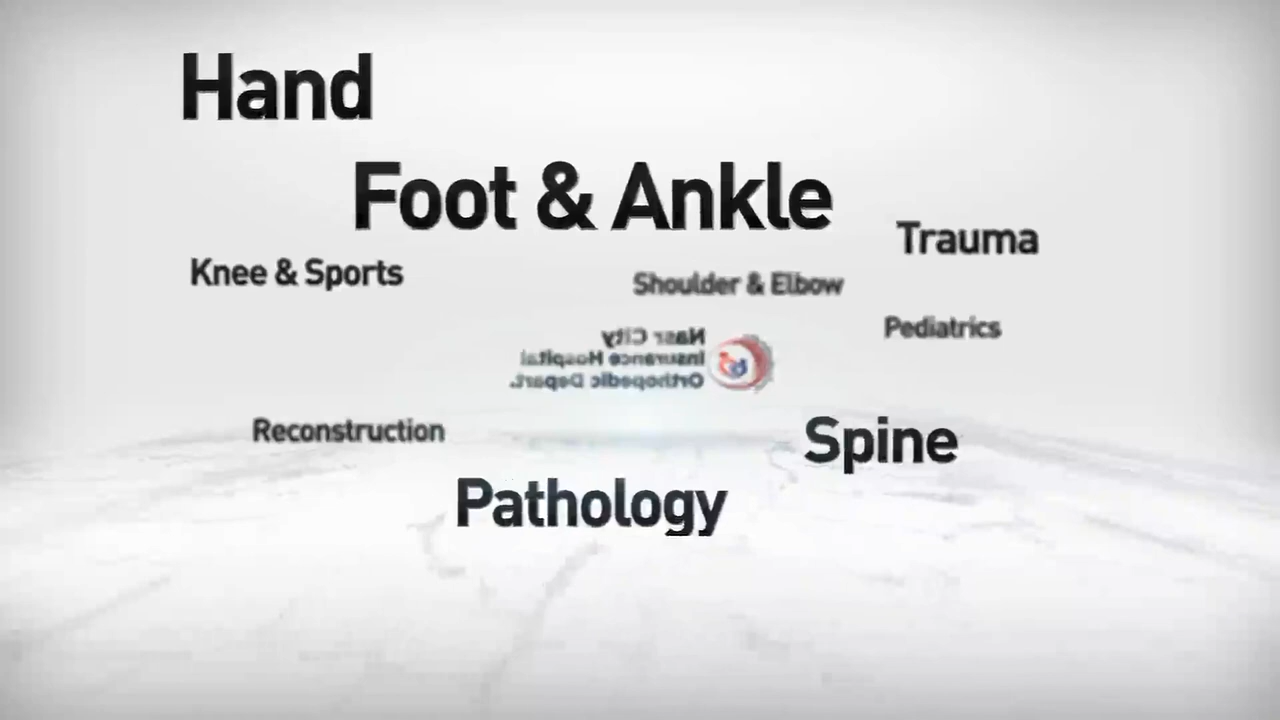 Hand
Foot & Ankle
Trauma
Knee & Sports
Shoulder & Elbow
Pediatrics
Nasr City
Insurance Hospital
Orthopedic Depart.
Reconstruction
Spine
Pathology